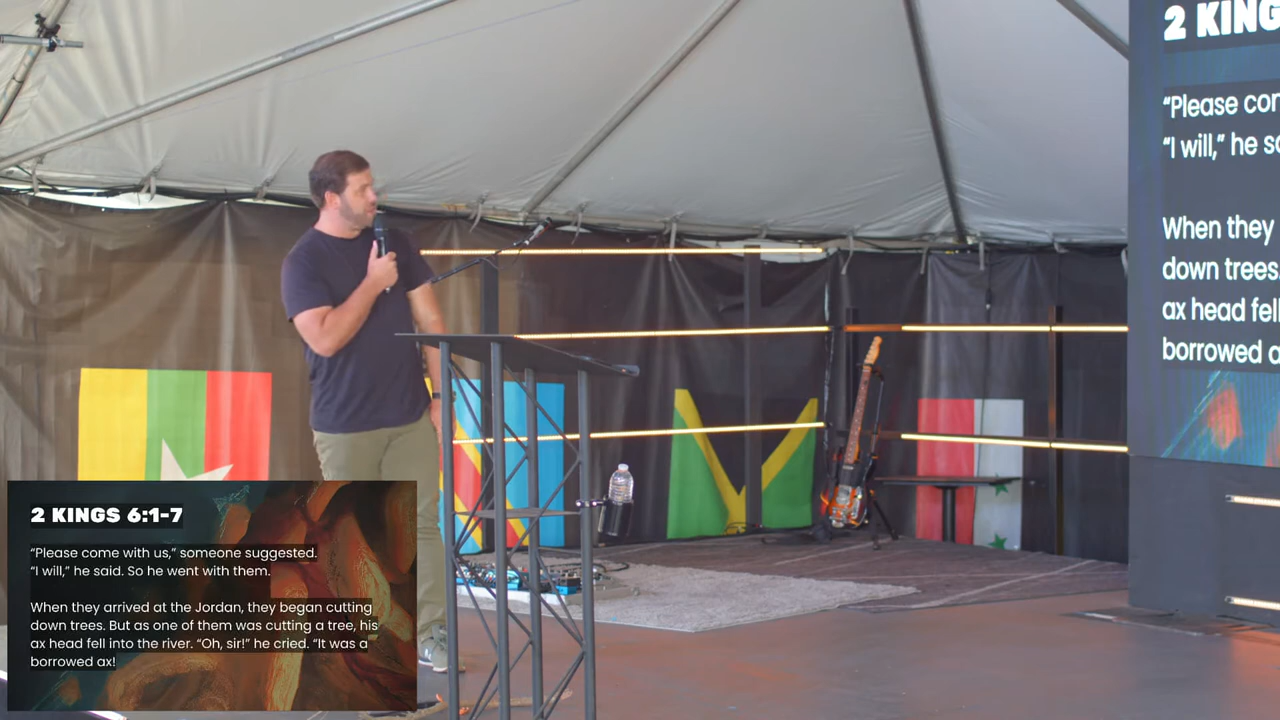 2 KINGS 6:1-7
“Please come with us,” someone suggested.
“I will,” he said. So he went with them.
When they arrived at the Jordan, they began cutting
down trees. But as one of them was cutting a tree, his
ax head fell into the river. “Oh, sir!” he cried. “It was a
borrowed ax!
2 KING
“Please com
“I will,” he sa
When they
down trees.
ax head fell
borrowed a